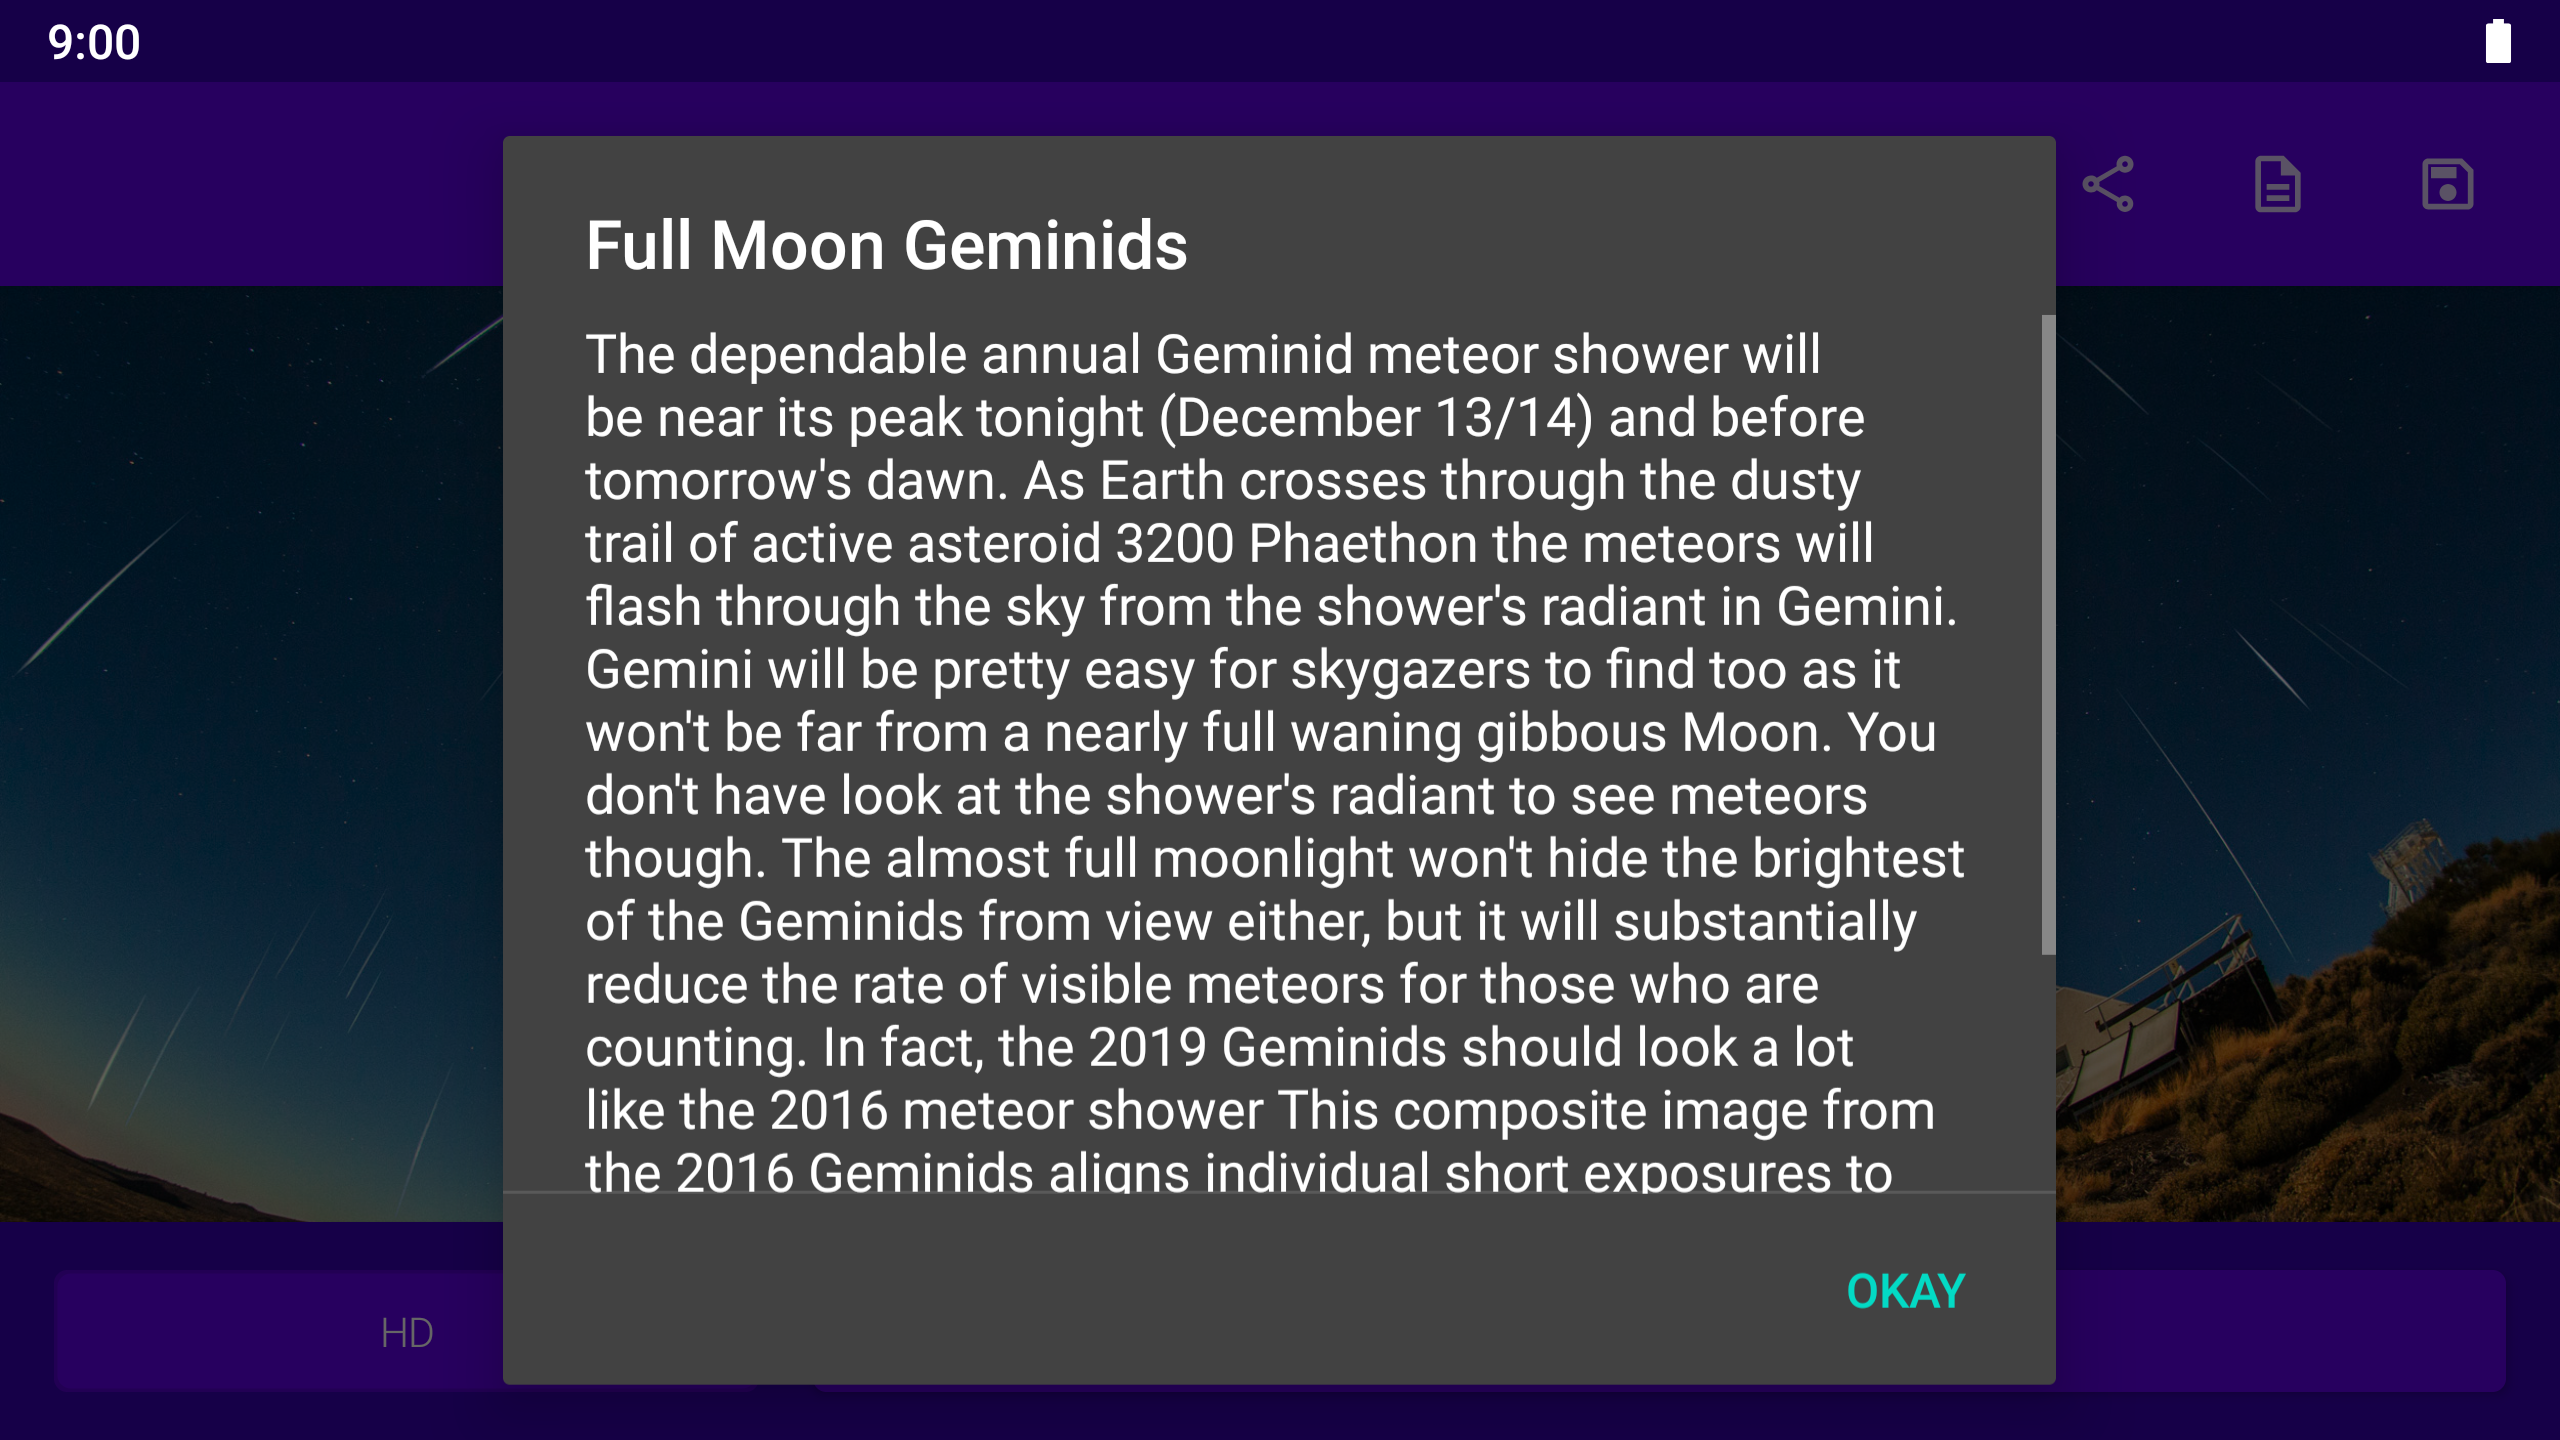 9:00
Full Moon Geminids
The dependable annual Geminid meteor shower will
be near its peak tonight (December 13/14) and before
tomorrow's dawn. As Earth crosses through the dusty
trail of active asteroid 3200 Phaethon the meteors will
flash through the sky from the shower's radiant in Gemini.
Gemini will be pretty easy for skygazers to find too as it
won't be far from a nearly full waning gibbous Moon. You
don't have look at the shower's radiant to see meteors
though. The almost full moonlight won't hide the brightest
of the Geminids from view either, but it will substantially
reduce the rate of visible meteors for those who are
counting. In fact, the 2019 Geminids should look a lot
like the 2016 meteor shower This composite image from
the 2016 Geminids aligns individual short exposures to
OKAY
HD